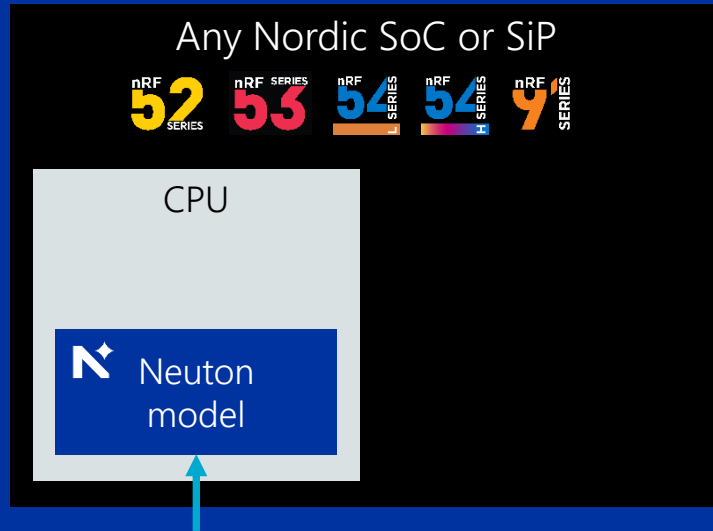 Any Nordic SoC or SiP
nRF 52 SERIES
nRF SERIES 53
nRF 54 L SERIES
nRF 54 H SERIES
nRF 91 SERIES
CPU
N Neuton
model